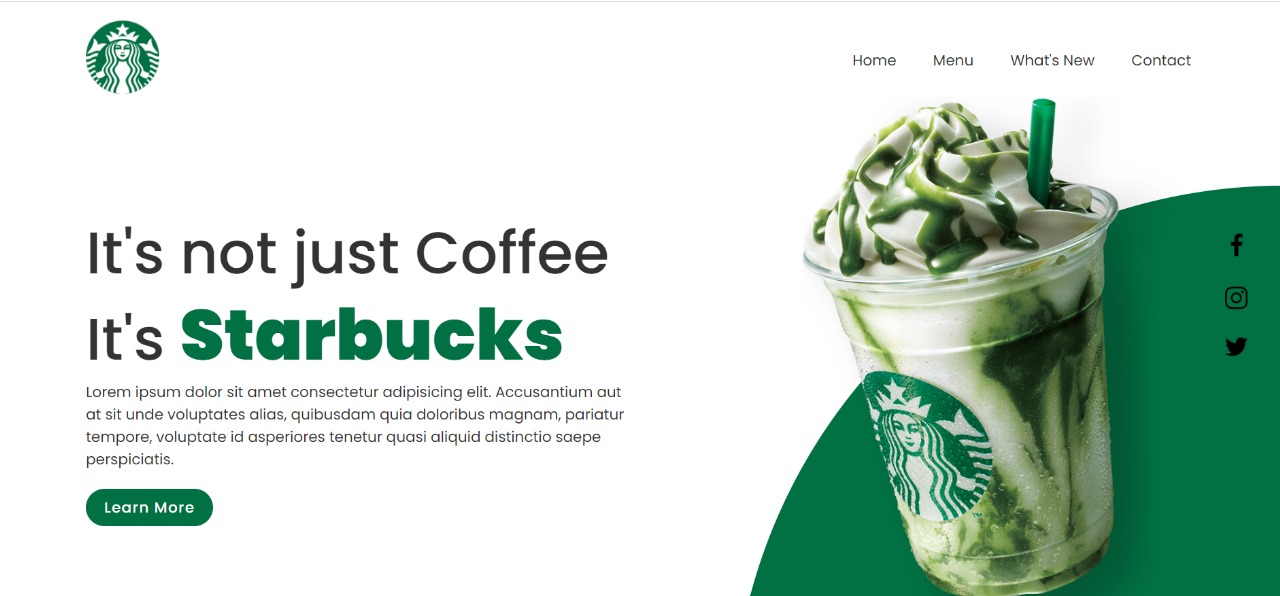 Home Menu What's New Contact
It's not just Coffee
It's Starbucks
Lorem ipsum dolor sit amet consectetur adipisicing elit. Accusantium aut
at sit unde voluptates alias, quibusdam quia doloribus magnam, pariatur
tempore, voluptate id asperiores tenetur quasi aliquid distinctio saepe
perspiciatis.
Learn More
TM